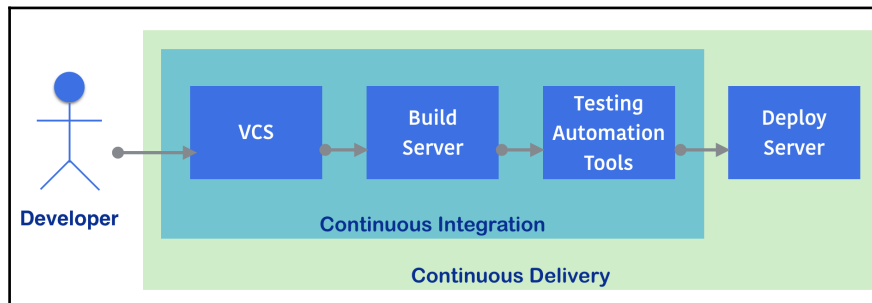 VCS
Build
Server
Testing
Automation
Tools
Deploy
Server
Developer
Continuous Integration
Continuous Delivery